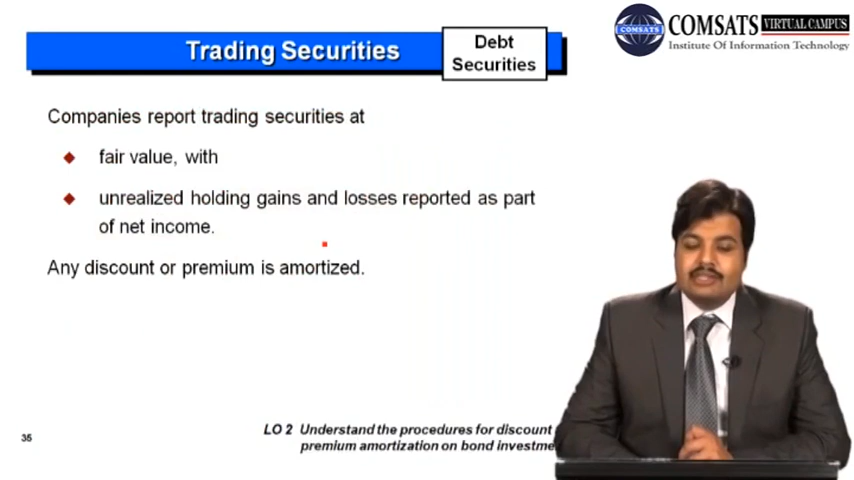 Trading Securities
Debt
Securities
COMSATS
COMSATS VIRTUAL CAMPUS
Institute Of Information Technology
Companies report trading securities at
fair value, with
unrealized holding gains and losses reported as part
of net income.
Any discount or premium is amortized.
35
LO 2 Understand the procedures for discount
premium amortization on bond